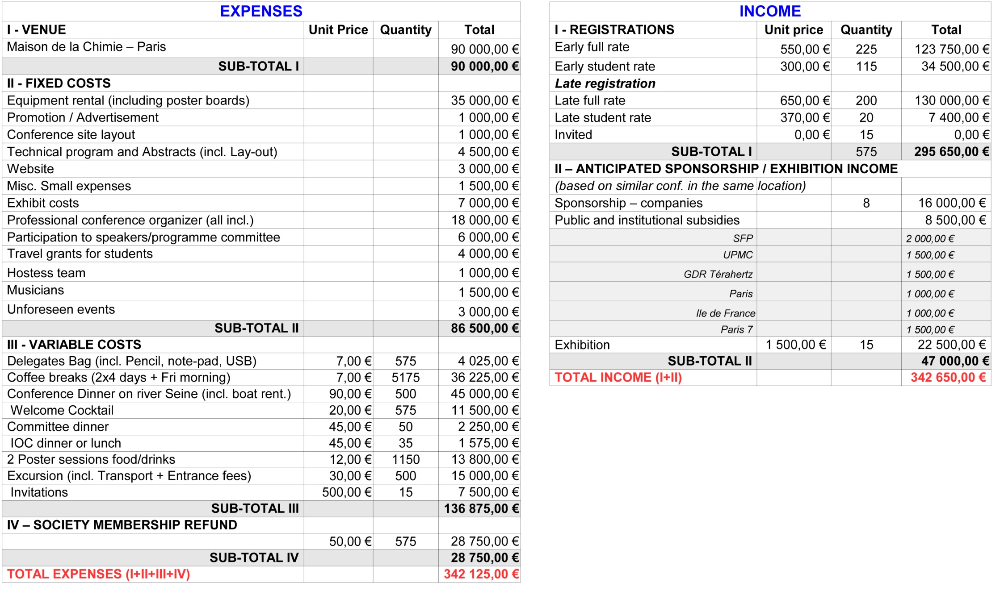 EXPENSES
I - VENUE Unit Price Quantity Total
Maison de la Chimie – Paris 90 000,00 €
SUB-TOTAL I 90 000,00 €
II - FIXED COSTS
Equipment rental (including poster boards) 35 000,00 €
Promotion / Advertisement 1 000,00 €
Conference site layout 1 000,00 €
Technical program and Abstracts (incl. Lay-out) 4 500,00 €
Website 3 000,00 €
Misc. Small expenses 1 500,00 €
Exhibit costs 7 000,00 €
Professional conference organizer (all incl.) 18 000,00 €
Participation to speakers/programme committee 6 000,00 €
Travel grants for students 4 000,00 €
Hostess team 1 000,00 €
Musicians 1 500,00 €
Unforeseen events 3 000,00 €
SUB-TOTAL II 86 500,00 €
III - VARIABLE COSTS
Delegates Bag (incl. Pencil, note-pad, USB) 7,00 € 575 4 025,00 €
Coffee breaks (2x4 days + Fri morning) 7,00 € 5175 36 225,00 €
Conference Dinner on river Seine (incl. boat rent.) 90,00 € 500 45 000,00 €
Welcome Cocktail 20,00 € 575 11 500,00 €
Committee dinner 45,00 € 50 2 250,00 €
IOC dinner or lunch 45,00 € 35 1 575,00 €
2 Poster sessions food/drinks 12,00 € 1150 13 800,00 €
Excursion (incl. Transport + Entrance fees) 30,00 € 500 15 000,00 €
Invitations 500,00 € 15 7 500,00 €
SUB-TOTAL III 136 875,00 €
IV – SOCIETY MEMBERSHIP REFUND
50,00 € 575 28 750,00 €
SUB-TOTAL IV 28 750,00 €
TOTAL EXPENSES (I+II+III+IV) 342 125,00 €
INCOME
I - REGISTRATIONS Unit price Quantity Total
Early full rate 550,00 € 225 123 750,00 €
Early student rate 300,00 € 115 34 500,00 €
Late registration
Late full rate 650,00 € 200 130 000,00 €
Late student rate 370,00 € 20 7 400,00 €
Invited 0,00 € 15 0,00 €
SUB-TOTAL I 575 295 650,00 €
II – ANTICIPATED SPONSORSHIP / EXHIBITION INCOME
(based on similar conf. in the same location)
Sponsorship – companies 8 16 000,00 €
Public and institutional subsidies 8 500,00 €
SFP 2 000,00 €
UPMC 1 500,00 €
GDR Térahertz 1 500,00 €
Paris 1 000,00 €
Ile de France 1 000,00 €
Paris 7 1 500,00 €
Exhibition 1 500,00 € 15 22 500,00 €
SUB-TOTAL II 47 000,00 €
TOTAL INCOME (I+II) 342 650,00 €